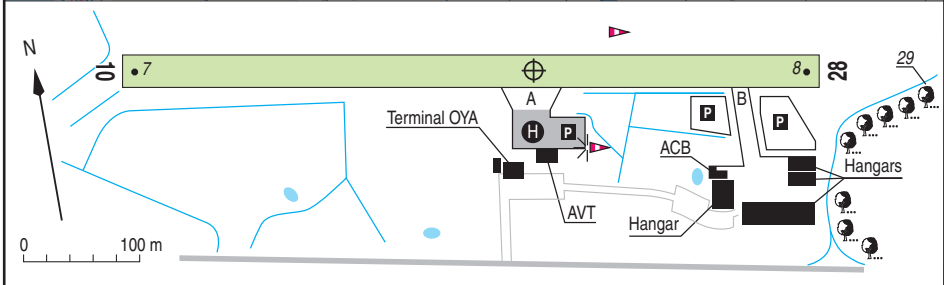 N
10
7
8
28
29
A
B
Terminal OYA
H
P
P
P
ACB
Hangars
AVT
Hangar
0
100 m